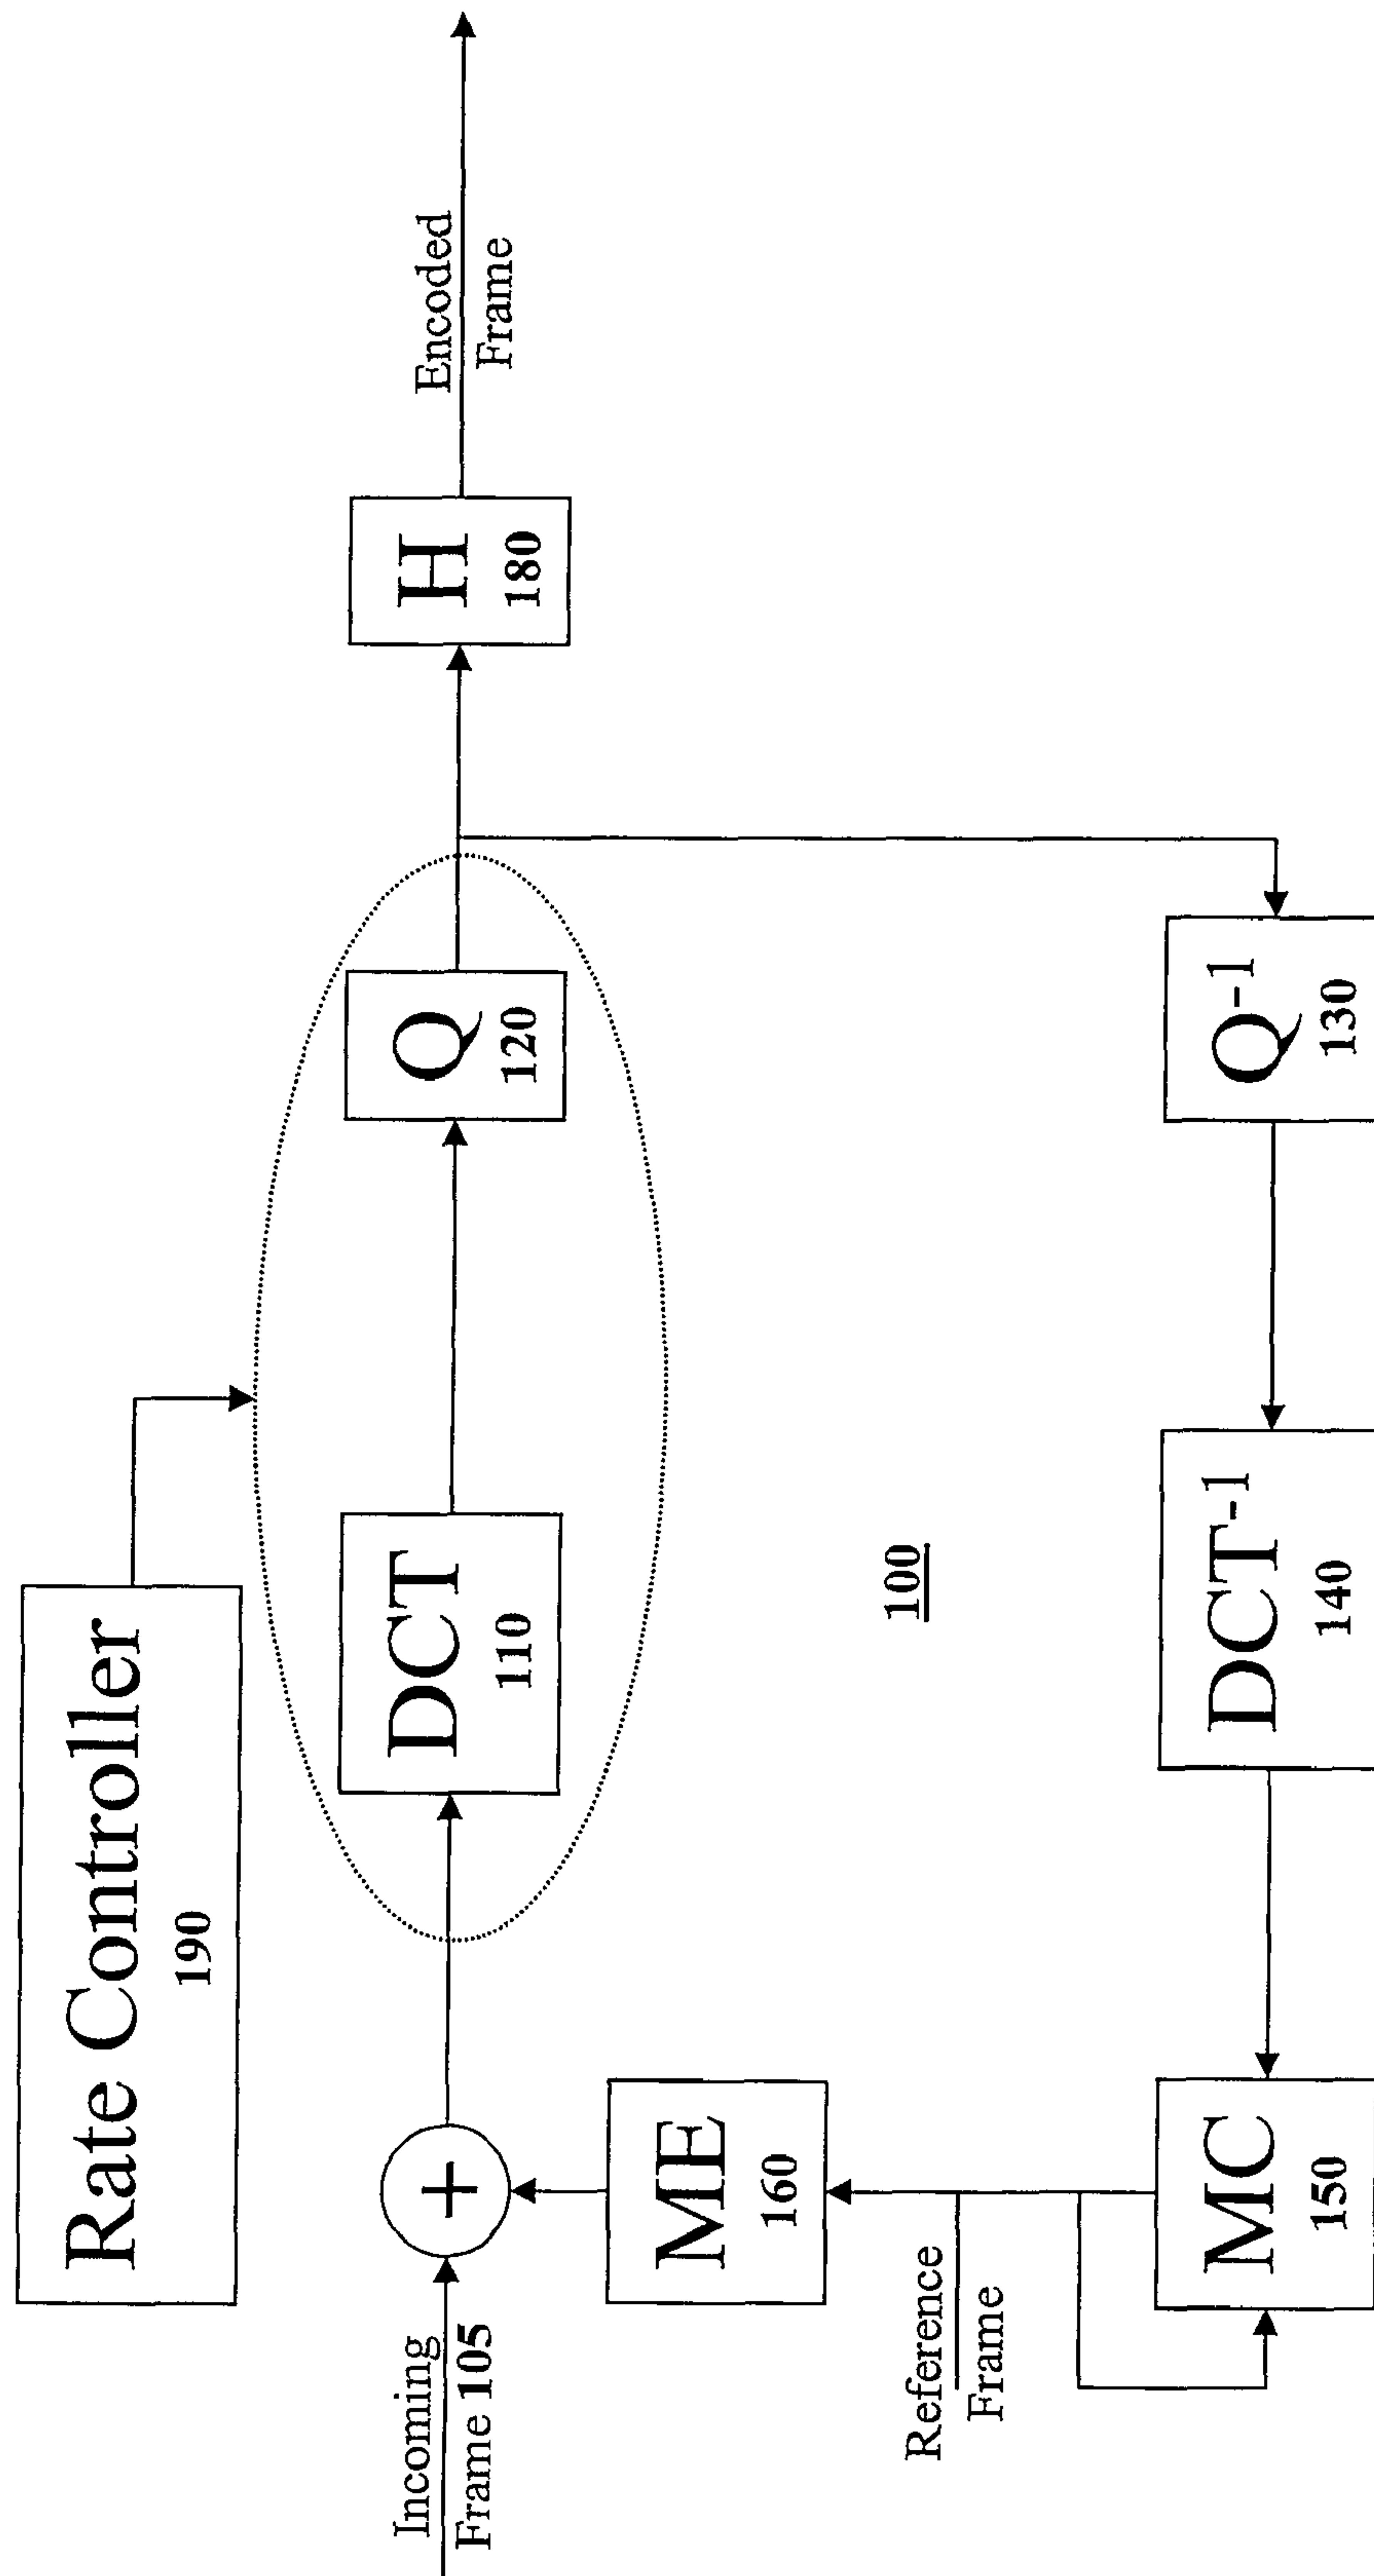 Rate Controller
190
Incoming
Frame 105
+
DCT
110
Q
120
H
180
Encoded
Frame
ME
160
100
Reference
Frame
MC
150
DCT-1
140
Q-1
130